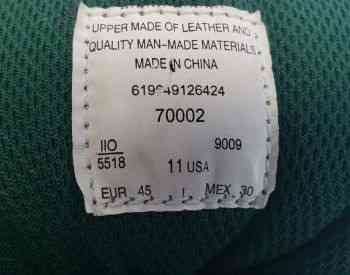 UPPER MADE OF LEATHER AND
QUALITY MAN-MADE MATERIALS
MADE IN CHINA
619949126424
70002
IIO 9009
5518 11 USA
EUR 45 I MEX. 30